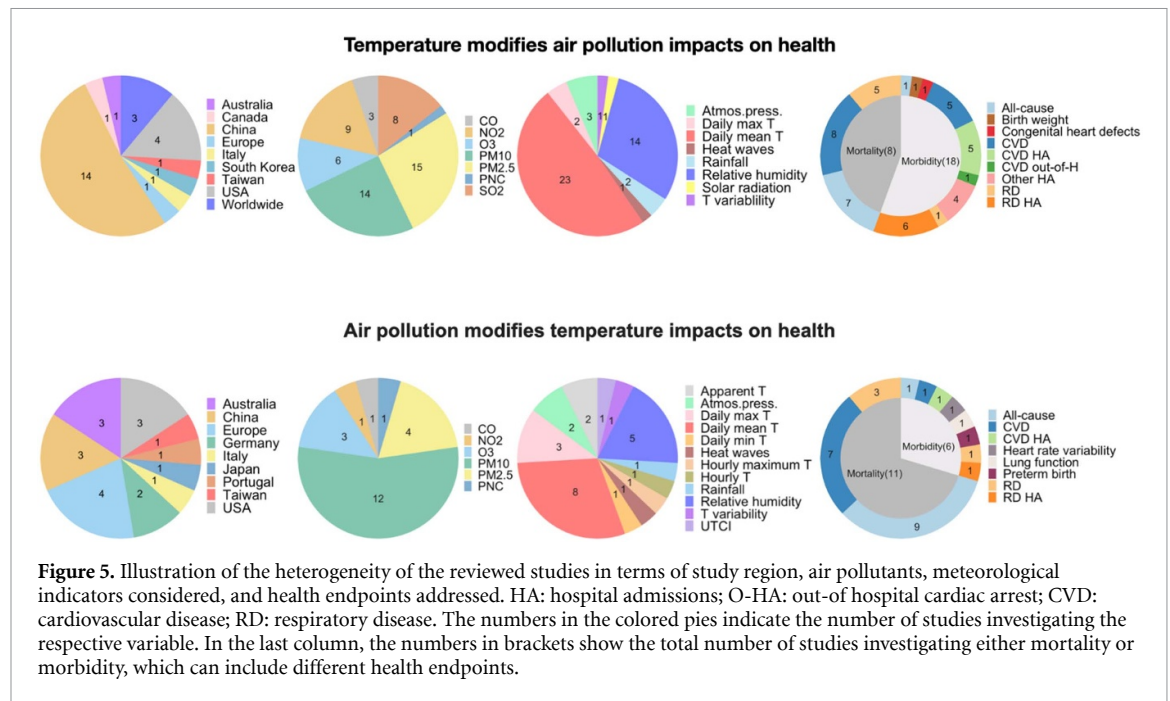 Temperature modifies air pollution impacts on health
1
1
3
4
1
1
1
1
14
Australia
Canada
China
Europe
Italy
South Korea
Taiwan
USA
Worldwide
3
8
1
15
14
6
9
CO
NO2
O3
PM10
PM2.5
PNC
SO2
3
1
1
14
2
1
23
2
Atmos.press.
Daily max T
Daily mean T
Heat waves
Rainfall
Relative humidity
Solar radiation
T variablility
5
1
1
1
5
5
1
4
1
6
7
8
Mortality(8)
Morbidity(18)
All-cause
Birth weight
Congenital heart defects
CVD
CVD HA
CVD out-of-H
Other HA
RD
RD HA
Air pollution modifies temperature impacts on health
3
3
1
1
1
1
2
4
3
Australia
China
Europe
Germany
Italy
Japan
Portugal
Taiwan
USA
1
1
1
4
12
3
CO
NO2
O3
PM10
PM2.5
PNC
2
1
1
5
1
1
1
1
1
8
3
2
Apparent T
Atmos.press.
Daily max T
Daily mean T
Daily min T
Heat waves
Hourly maximum T
Hourly T
Rainfall
Relative humidity
T variability
UTCI
3
1
1
1
1
1
1
1
1
9
7
Mortality(11)
Morbidity(6)
All-cause
CVD
CVD HA
Heart rate variability
Lung function
Preterm birth
RD
RD HA
Figure 5. Illustration of the heterogeneity of the reviewed studies in terms of study region, air pollutants, meteorological
indicators considered, and health endpoints addressed. HA: hospital admissions; O-HA: out-of hospital cardiac arrest; CVD:
cardiovascular disease; RD: respiratory disease. The numbers in the colored pies indicate the number of studies investigating the
respective variable. In the last column, the numbers in brackets show the total number of studies investigating either mortality or
morbidity, which can include different health endpoints.